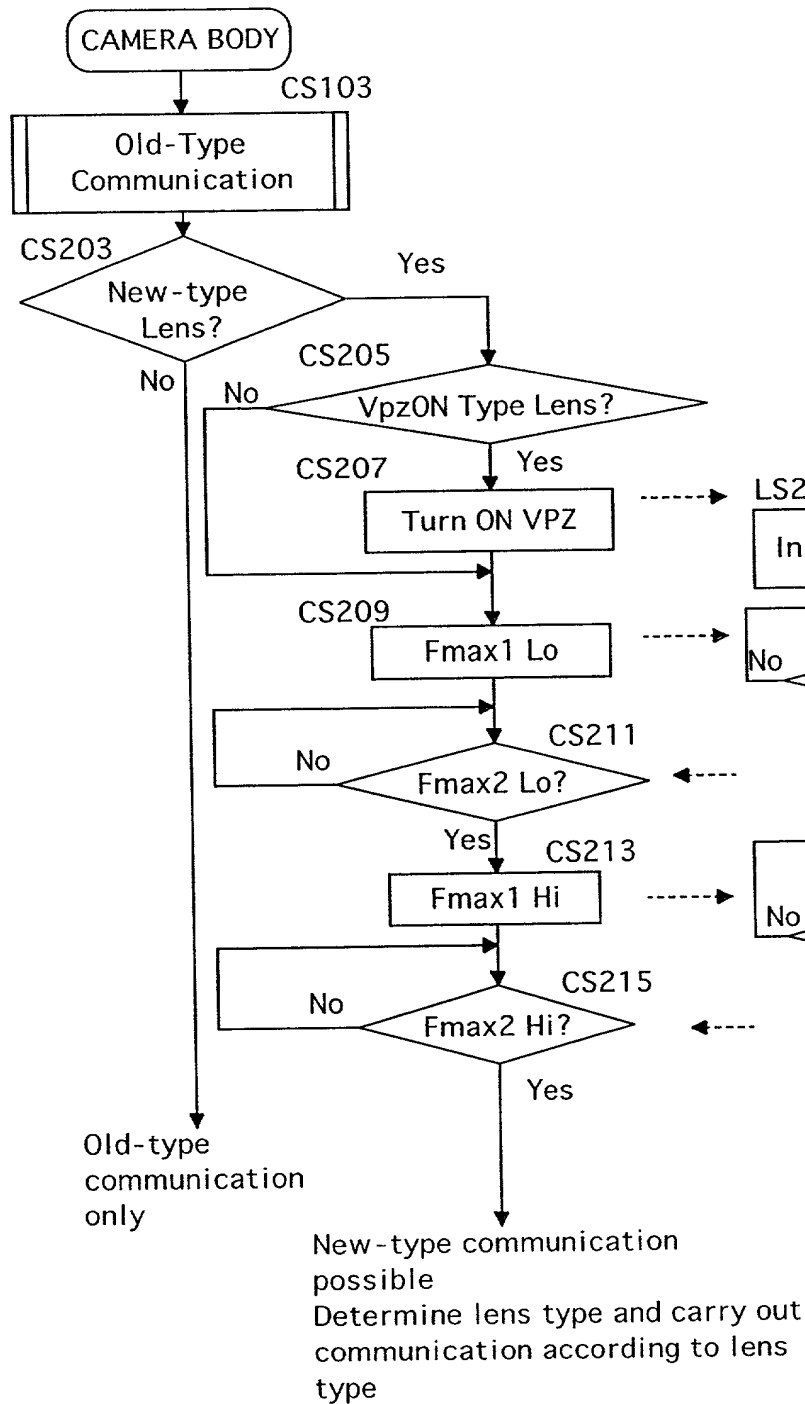 CAMERA BODY
CS103
Old-Type
Communication
CS203
Yes
New-type
Lens?
No
CS205
No
VpzON Type Lens?
CS207
Yes
Turn ON VPZ
LS2
In
CS209
Fmax1 Lo
No
CS211
No
Fmax2 Lo?
Yes
CS213
Fmax1 Hi
No
CS215
No
Fmax2 Hi?
Yes
Old-type
communication
only
New-type communication
possible
Determine lens type and carry out
communication according to lens
type